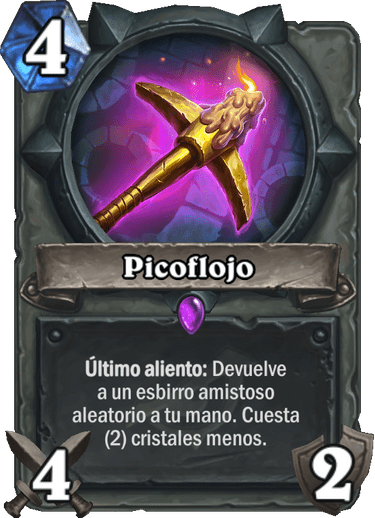 4
Picoflojo
Último aliento: Devuelve
a un esbirro amistoso
aleatorio a tu mano. Cuesta
(2) cristales menos.
4
2